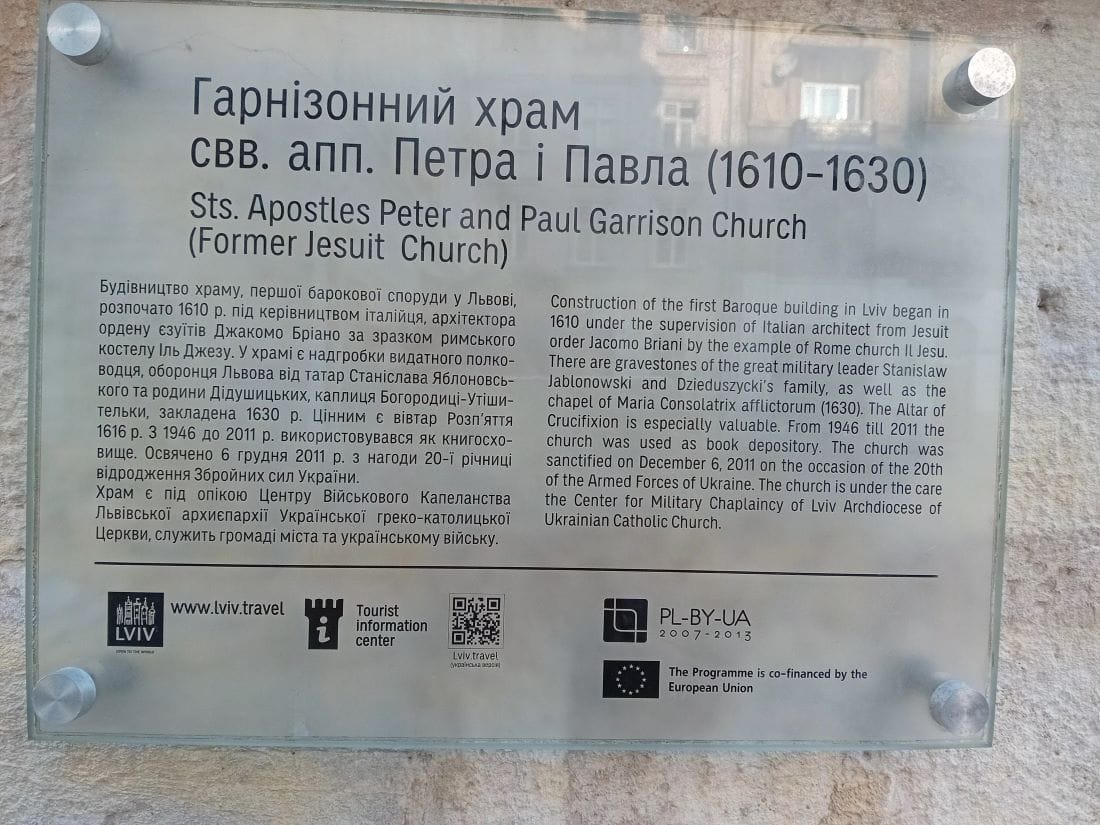 Гарнізонний храм
свв. апп. Петра і Павла (1610-1630)
Sts. Apostles Peter and Paul Garrison Church
(Former Jesuit Church)
Будівництво храму, першої барокової споруди у Львові,
розпочато 1610 р. під керівництвом італійця, архітектора
ордену єзуїтів Джакомо Бріано за зразком римського
костелу Іль Джезу. У храмі є надгробки видатного полко-
водця, оборонця Львова від татар Станіслава Яблоновсь-
кого та родини Дідушицьких, каплиця Богородиці-Утіши-
тельки, закладена 1630 р. Цінним є вівтар Розп'яття
1616 р. З 1946 до 2011 р. використовувався як книгосхо-
вище. Освячено 6 грудня 2011 р. з нагоди 20-ї річниці
відродження Збройних сил України.
Храм є під опікою Центру Військового Капеланства
Львівської архиєпархії Української греко-католицької
Церкви, служить громаді міста та українському війську.
Construction of the first Baroque building in Lviv began in
1610 under the supervision of Italian architect from Jesuit
order Jacomo Briani by the example of Rome church Il Jesu.
There are gravestones of the great military leader Stanislaw
Jablonowski and Dzieduszycki's family, as well as the
chapel of Maria Consolatrix afflictorum (1630). The Altar of
Crucifixion is especially valuable. From 1946 till 2011 the
church was used as book depository. The church was
sanctified on December 6, 2011 on the occasion of the 20th
of the Armed Forces of Ukraine. The church is under the care
the Center for Military Chaplaincy of Lviv Archdiocese of
Ukrainian Catholic Church.
LVIV
OPEN TO THE WORLD
www.lviv.travel
Tourist
information
center
Lviv.travel
(українська версія)
PL-BY-UA
2007-2013
The Programme is co-financed by the
European Union